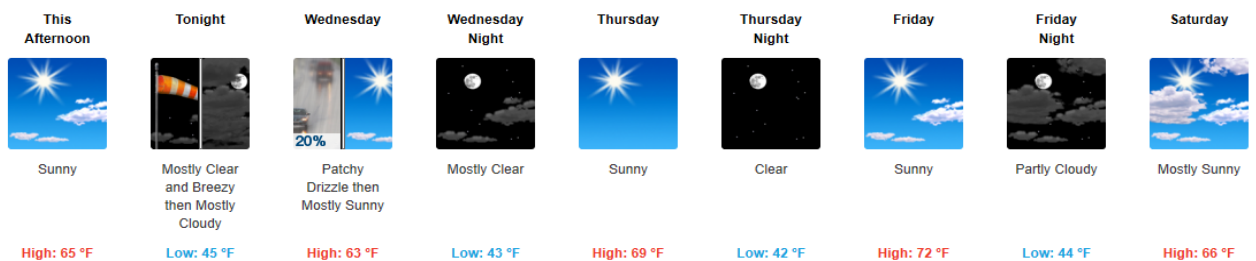 This
Afternoon
Sunny
High: 65 °F
Tonight
Mostly Clear
and Breezy
then Mostly
Cloudy
Low: 45 °F
Wednesday
20%
Patchy
Drizzle then
Mostly Sunny
High: 63 °F
Wednesday
Night
Mostly Clear
Low: 43 °F
Thursday
Sunny
High: 69 °F
Thursday
Night
Clear
Low: 42 °F
Friday
Sunny
High: 72 °F
Friday
Night
Partly Cloudy
Low: 44 °F
Saturday
Mostly Sunny
High: 66 °F